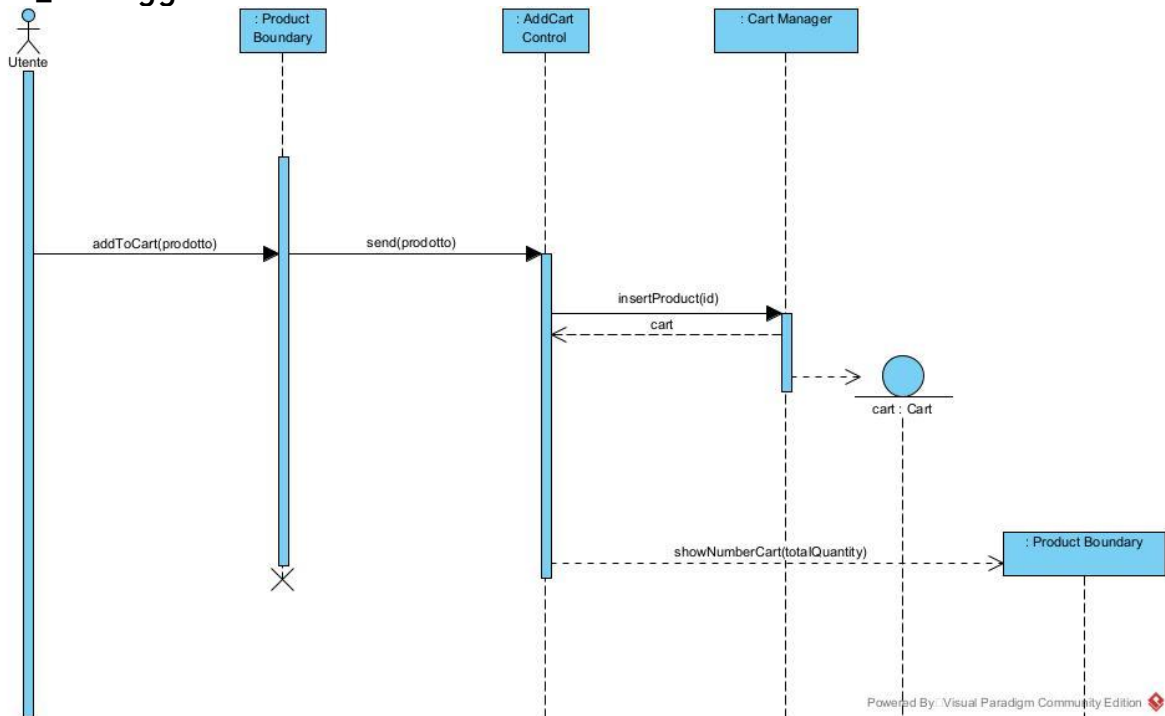 Utente
: Product
Boundary
: AddCart
Control
: Cart Manager
addToCart(prodotto)
send(prodotto)
insertProduct(id)
cart
cart : Cart
showNumberCart(totalQuantity)
: Product Boundary
Powered By Visual Paradigm Community Edition